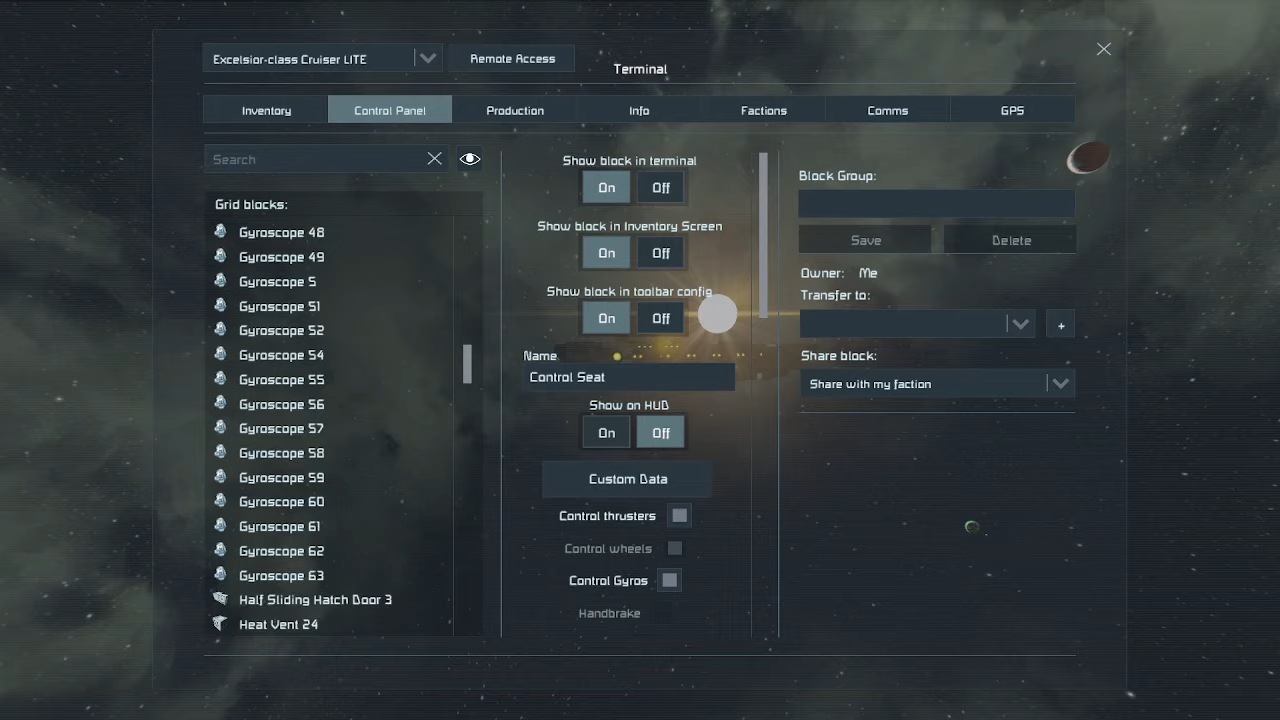 Excelsior-class Cruiser LITE
Remote Access
Terminal
Inventory
Control Panel
Production
Info
Factions
Comms
GPS
Search
Grid blocks:
Gyroscope 48
Gyroscope 49
Gyroscope 5
Gyroscope 51
Gyroscope 52
Gyroscope 54
Gyroscope 55
Gyroscope 56
Gyroscope 57
Gyroscope 58
Gyroscope 59
Gyroscope 60
Gyroscope 61
Gyroscope 62
Gyroscope 63
Half Sliding Hatch Door 3
Heat Vent 24
Show block in terminal
On Off
Show block in Inventory Screen
On Off
Show block in toolbar config
On Off
Name
Control Seat
Show on HUD
On Off
Custom Data
Control thrusters
Control wheels
Control Gyros
Handbrake
Block Group:
Save Delete
Owner: Me
Transfer to:
+
Share block:
Share with my faction